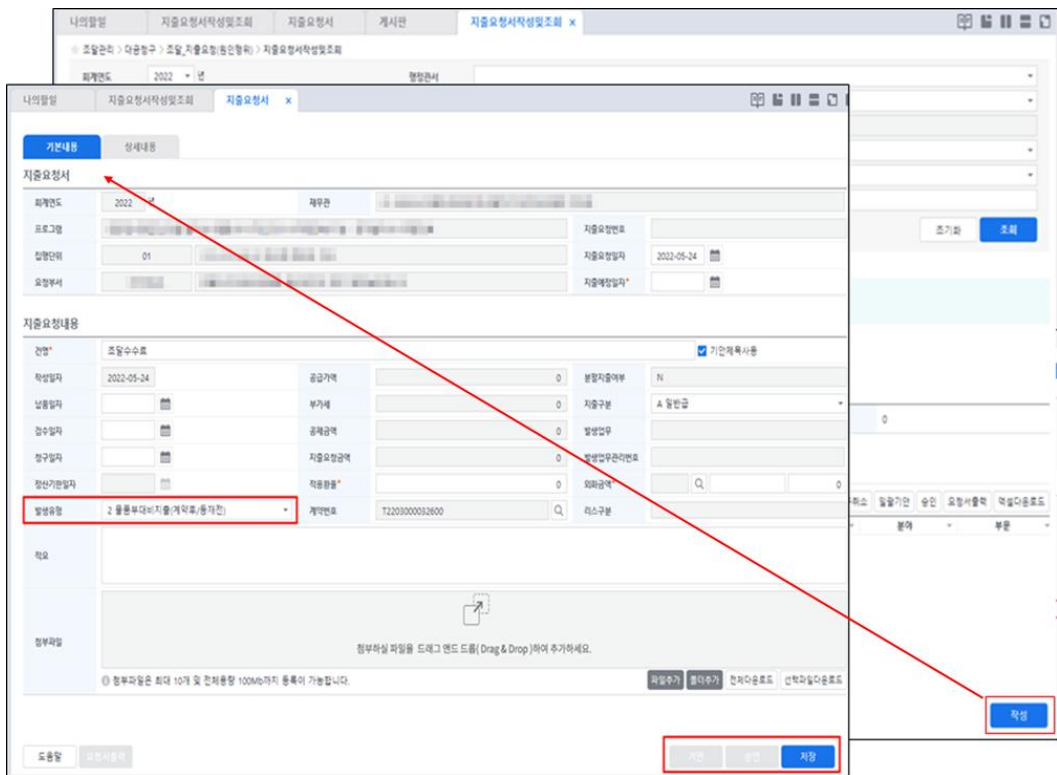 나의할일 지출요청서작성및조회 지출요청서 게시판 지출요청서작성및조회 ×
조달관리 > 대금청구 > 조달_지출요청(원인행위) > 지출요청서작성및조회
회계연도 2022 년 행정관서
초기화 조회
0
일괄기안 승인 요청서출력 엑셀다운로드
분야 부문
작성
나의할일 지출요청서작성및조회 지출요청서 x
기본내용 상세내용
지출요청서
회계연도 2022 년 재무관
프로그램 지출요청번호
집행단위 01 지출요청일자 2022-05-24
요청부서 지출예정일자*
지출요청내용
건명* 조달수수료 기안제목사용
작성일자 2022-05-24 공급가액 0 분할지출여부 N
납품일자 부가세 0 지출구분 A 일반급
검수일자 공제금액 0 발생업무
청구일자 지출요청금액 0 발생업무관리번호
정산기한일자 적용환율* 0 외화금액* 0
발생유형 2 물품부대비지출(계약후/등재전) 계약번호 T2203000032600 리스구분
적요
첨부파일
첨부하실 파일을 드래그 앤드 드롭( Drag & Drop )하여 추가하세요.
첨부파일은 최대 10개 및 전체용량 100Mb까지 등록이 가능합니다. 파일추가 폴더추가 전체다운로드 선택파일다운로드
도움말 요청서출력 기안 승인 저장